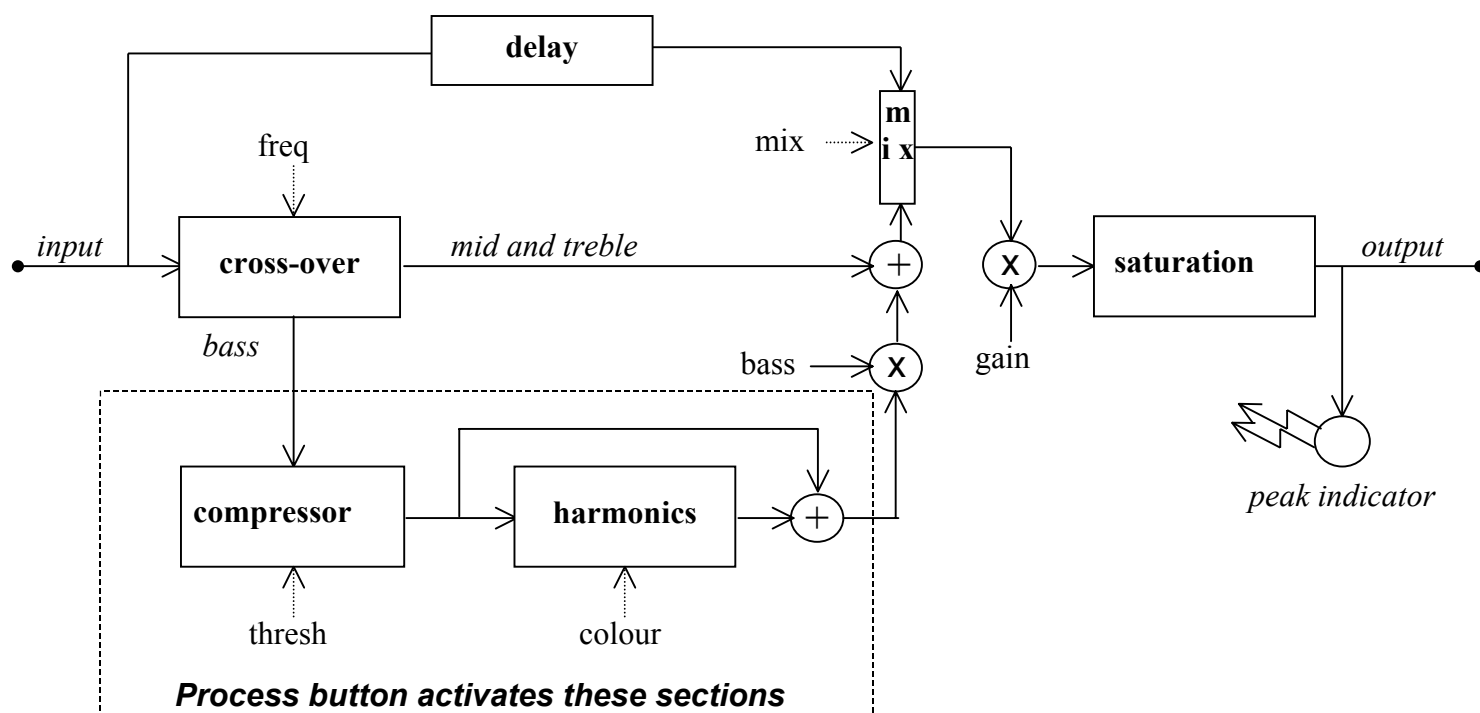 delay
m
i x
mix
freq
input
cross-over
mid and treble
+
x
saturation
output
bass
bass
x
gain
compressor
harmonics
+
peak indicator
thresh
colour
Process button activates these sections